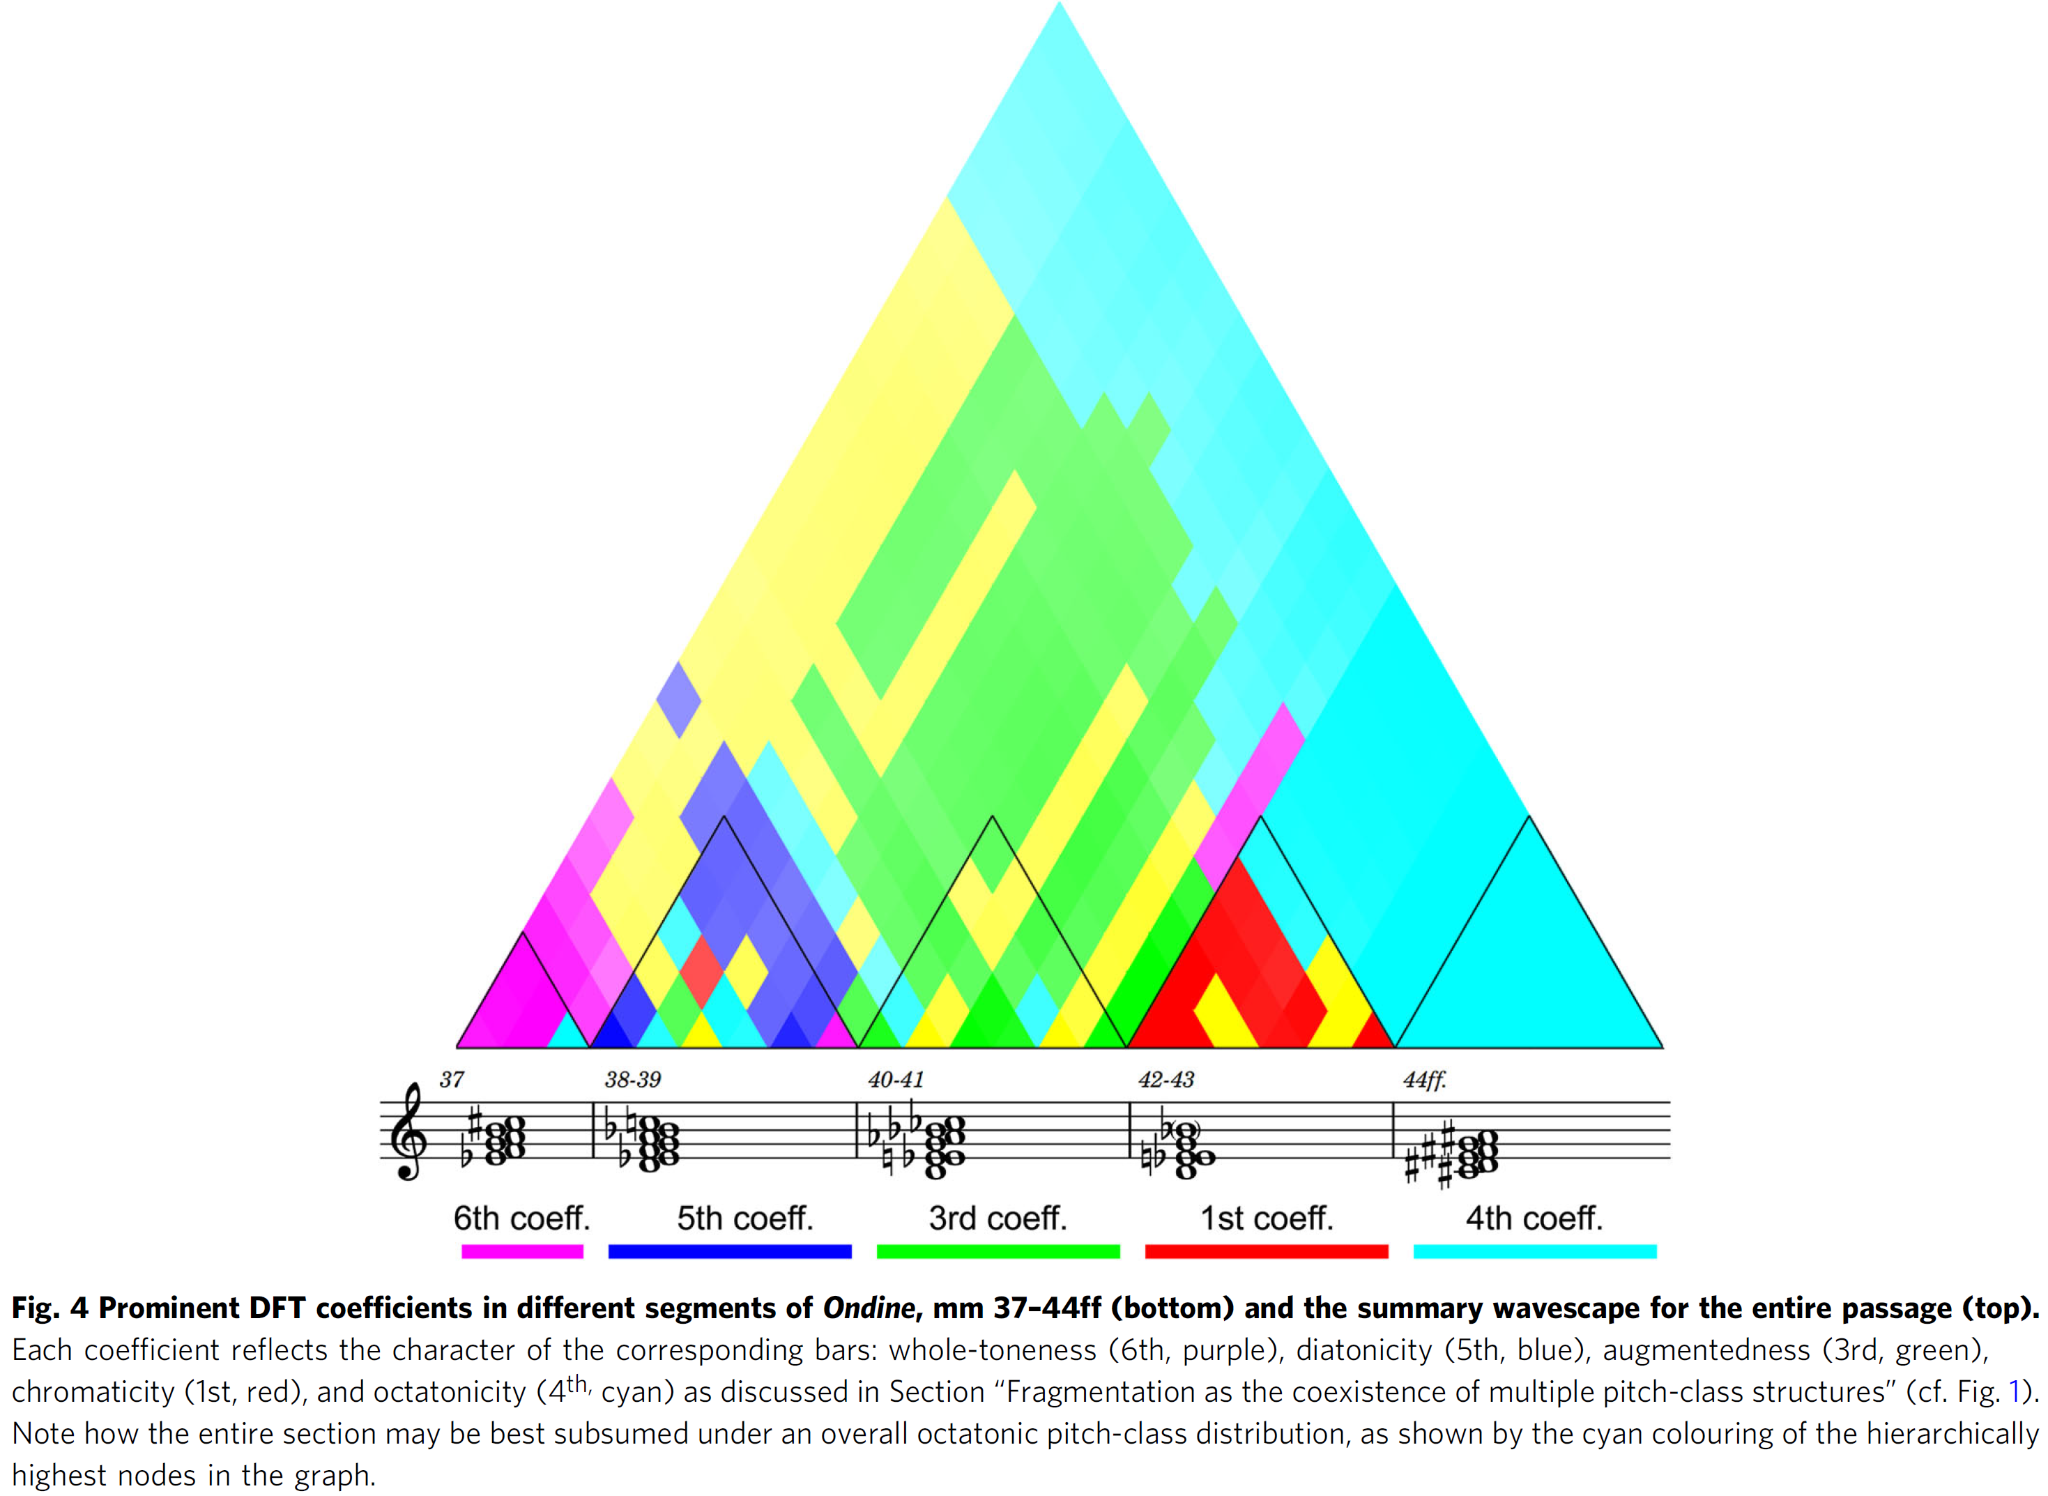 37 38-39 40-41 42-43 44ff.
6th coeff. 5th coeff. 3rd coeff. 1st coeff. 4th coeff.
Fig. 4 Prominent DFT coefficients in different segments of Ondine, mm 37–44ff (bottom) and the summary wavescape for the entire passage (top).
Each coefficient reflects the character of the corresponding bars: whole-toneness (6th, purple), diatonicity (5th, blue), augmentedness (3rd, green),
chromaticity (1st, red), and octatonicity (4th, cyan) as discussed in Section “Fragmentation as the coexistence of multiple pitch-class structures” (cf. Fig. 1).
Note how the entire section may be best subsumed under an overall octatonic pitch-class distribution, as shown by the cyan colouring of the hierarchically
highest nodes in the graph.